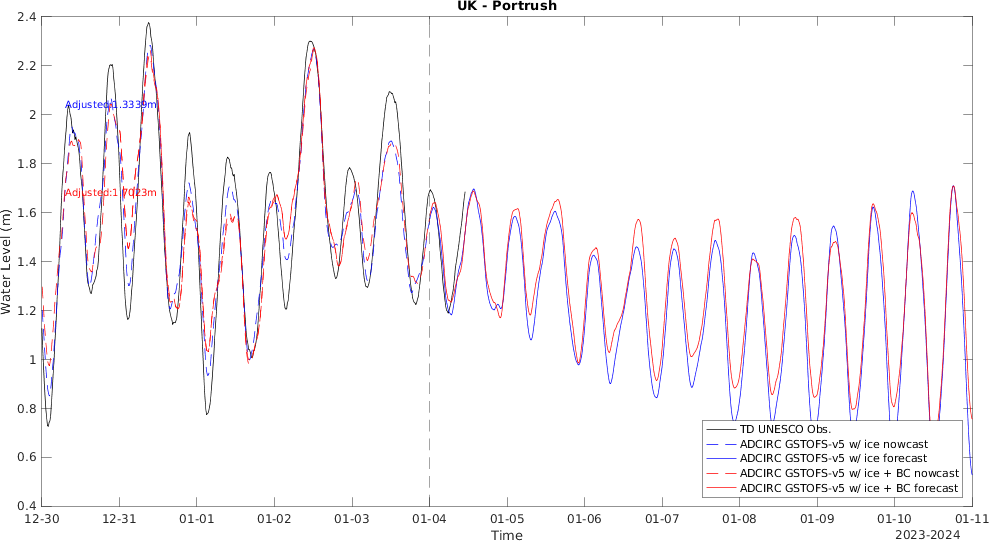 UK - Portrush
2.4
2.2
2
1.8
1.6
1.4
1.2
1
0.8
0.6
0.4
Water Level (m)
Adjusted:1.3339m
Adjusted:1.7023m
TD UNESCO Obs.
ADCIRC GSTOFS-v5 w/ ice nowcast
ADCIRC GSTOFS-v5 w/ ice forecast
ADCIRC GSTOFS-v5 w/ ice + BC nowcast
ADCIRC GSTOFS-v5 w/ ice + BC forecast
12-30 12-31 01-01 01-02 01-03 01-04 01-05 01-06 01-07 01-08 01-09 01-10 01-11
Time
2023-2024